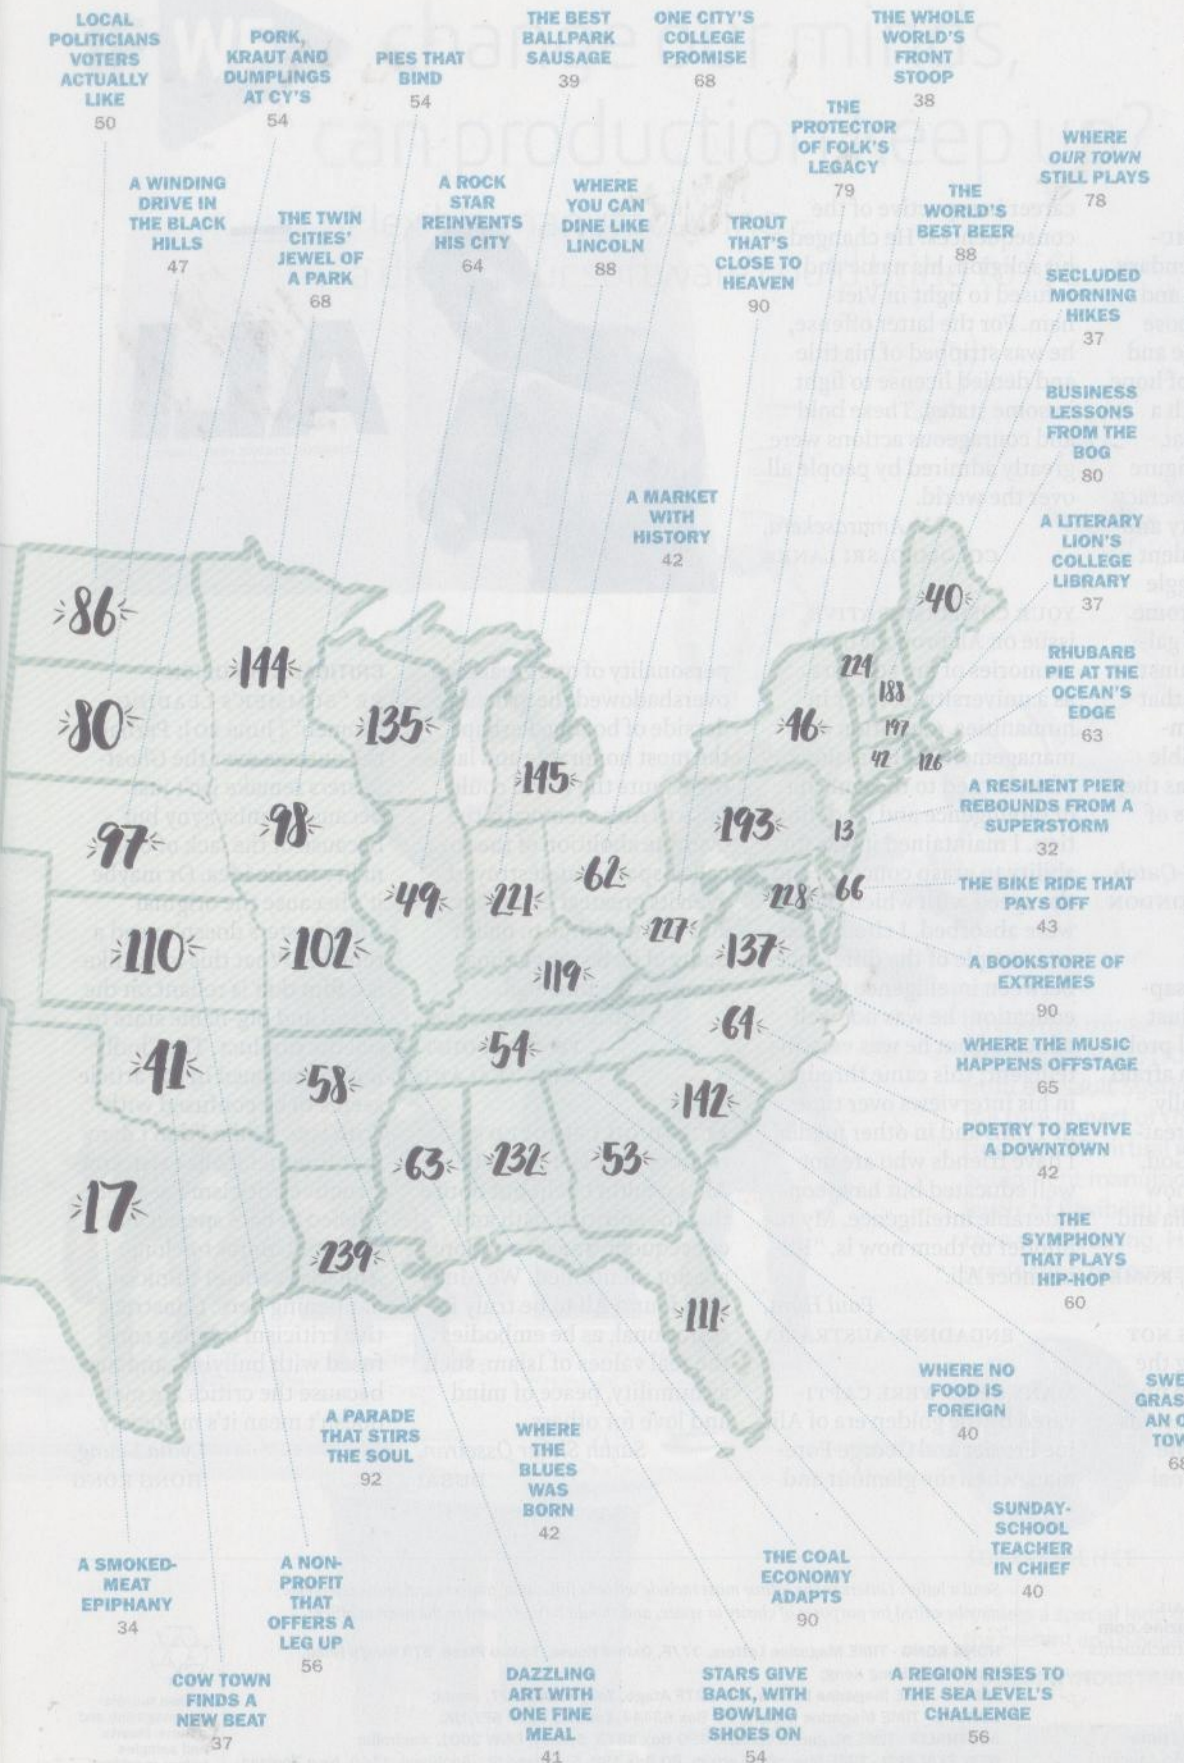 LOCAL
POLITICIANS
VOTERS
ACTUALLY
LIKE
50
PORK,
KRAUT AND
DUMPLINGS
AT CY'S
54
PIES THAT
BIND
54
THE BEST
BALLPARK
SAUSAGE
39
ONE CITY'S
COLLEGE
PROMISE
68
THE WHOLE
WORLD'S
FRONT
STOOP
38
THE
PROTECTOR
OF FOLK'S
LEGACY
79
WHERE
OUR TOWN
STILL PLAYS
78
A WINDING
DRIVE IN
THE BLACK
HILLS
47
THE TWIN
CITIES'
JEWEL OF
A PARK
68
A ROCK
STAR
REINVENTS
HIS CITY
64
WHERE
YOU CAN
DINE LIKE
LINCOLN
88
TROUT
THAT'S
CLOSE TO
HEAVEN
90
THE
WORLD'S
BEST BEER
88
SECLUDED
MORNING
HIKES
37
BUSINESS
LESSONS
FROM THE
BOG
80
A MARKET
WITH
HISTORY
42
A LITERARY
LION'S
COLLEGE
LIBRARY
37
RHUBARB
PIE AT THE
OCEAN'S
EDGE
63
A RESILIENT PIER
REBOUNDS FROM A
SUPERSTORM
32
THE BIKE RIDE THAT
PAYS OFF
43
A BOOKSTORE OF
EXTREMES
90
WHERE THE MUSIC
HAPPENS OFFSTAGE
65
POETRY TO REVIVE
A DOWNTOWN
42
THE
SYMPHONY
THAT PLAYS
HIP-HOP
60
86
144
40
80
135
224
188
46
197
42
126
145
97
98
193
13
49
221
62
228
66
110
102
227
137
119
41
58
54
64
142
17
63
232
53
239
111
WHERE NO
FOOD IS
FOREIGN
40
SWE
GRAS
AN O
TOW
68
A PARADE
THAT STIRS
THE SOUL
92
WHERE
THE
BLUES
WAS
BORN
42
SUNDAY-
SCHOOL
TEACHER
IN CHIEF
40
A SMOKED-
MEAT
EPIPHANY
34
A NON-
PROFIT
THAT
OFFERS A
LEG UP
56
THE COAL
ECONOMY
ADAPTS
90
COW TOWN
FINDS A
NEW BEAT
37
DAZZLING
ART WITH
ONE FINE
MEAL
41
STARS GIVE
BACK, WITH
BOWLING
SHOES ON
54
A REGION RISES TO
THE SEA LEVEL'S
CHALLENGE
56